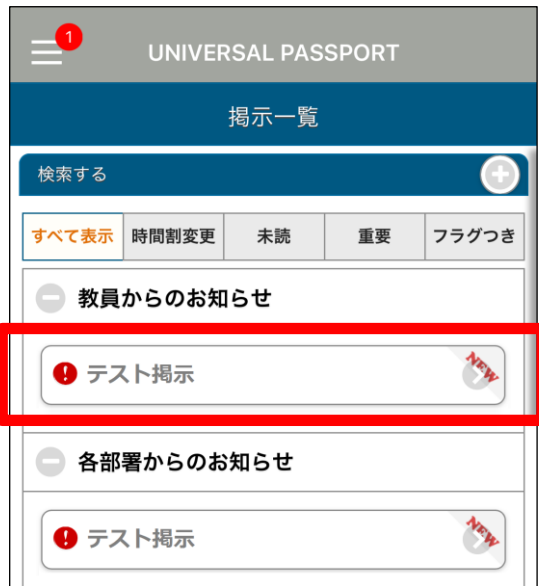 1
UNIVERSAL PASSPORT
掲示一覧
検索する
すべて表示 時間割変更 未読 重要 フラグつき
教員からのお知らせ
テスト掲示 NEW
各部署からのお知らせ
テスト掲示 NEW